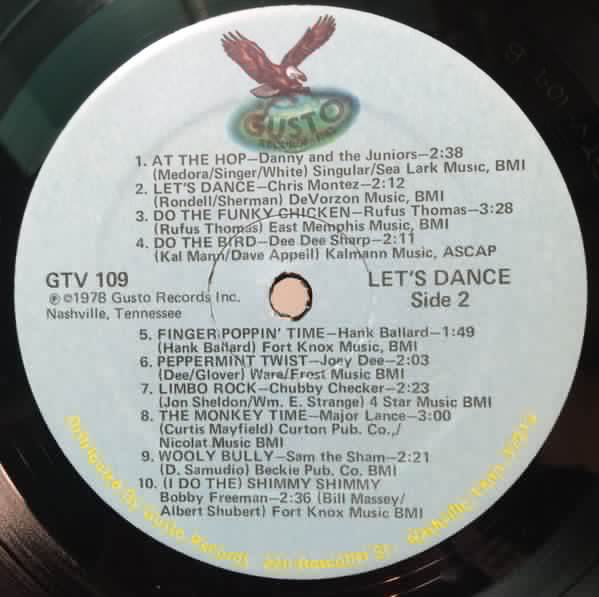 GUSTO
RECORDS INC.
1. AT THE HOP—Danny and the Juniors—2:38
(Medora/Singer/White) Singular/Sea Lark Music, BMI
2. LET'S DANCE—Chris Montez—2:12
(Rondell/Sherman) DeVorzon Music, BMI
3. DO THE FUNKY CHICKEN—Rufus Thomas—3:28
(Rufus Thomas) East Memphis Music, BMI
4. DO THE BIRD—Dee Dee Sharp—2:11
(Kal Mann/Dave Appell) Kalmann Music, ASCAP
GTV 109
℗ ©1978 Gusto Records Inc.
Nashville, Tennessee
LET'S DANCE
Side 2
5. FINGER POPPIN' TIME—Hank Ballard—1:49
(Hank Ballard) Fort Knox Music, BMI
6. PEPPERMINT TWIST—Joey Dee—2:03
(Dee/Glover) Ware/Frost Music BMI
7. LIMBO ROCK—Chubby Checker—2:23
(Jon Sheldon/Wm. E. Strange) 4 Star Music BMI
8. THE MONKEY TIME—Major Lance—3:00
(Curtis Mayfield) Curton Pub. Co.,/
Nicolat Music BMI
9. WOOLY BULLY—Sam the Sham—2:21
(D. Samudio) Beckie Pub. Co. BMI
10. (I DO THE) SHIMMY SHIMMY
Bobby Freeman—2:36 (Bill Massey/
Albert Shubert) Fort Knox Music, BMI
Distributed By Gusto Records